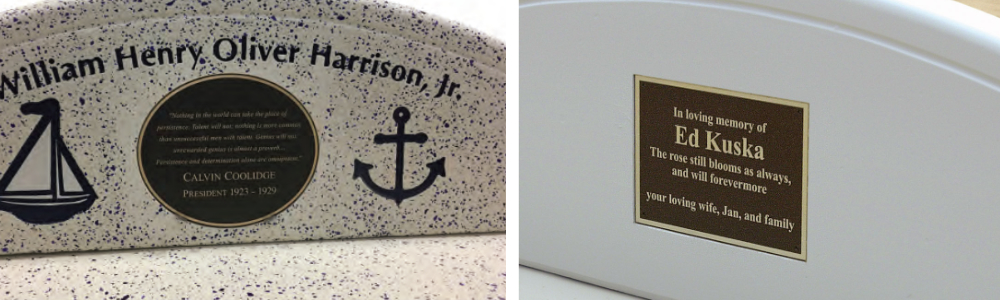 William Henry Oliver Harrison, Jr.
"Nothing in the world can take the place of
persistence. Talent will not; nothing is more common
than unsuccessful men with talent. Genius will not;
unrewarded genius is almost a proverb...
Persistence and determination alone are omnipotent."
CALVIN COOLIDGE
PRESIDENT 1923 – 1929
In loving memory of
Ed Kuska
The rose still blooms as always,
and will forevermore
your loving wife, Jan, and family